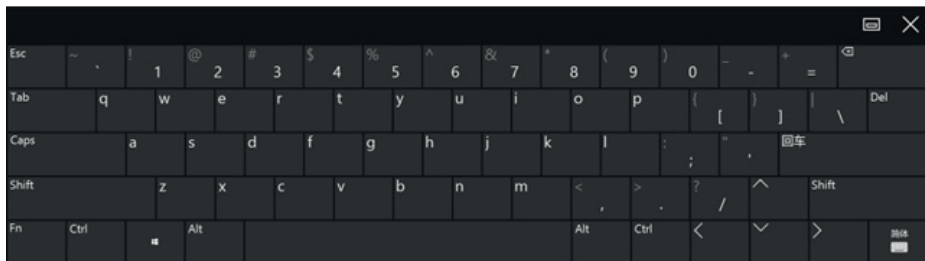 Esc ~ ` ! 1 @ 2 # 3 $ 4 % 5 ^ 6 & 7 * 8 ( 9 ) 0 _ - + =
Tab q w e r t y u i o p { [ } ] | \ Del
Caps a s d f g h j k l : ; " ' 回车
Shift z x c v b n m < , > . ? / Shift
Fn Ctrl Alt Alt Ctrl